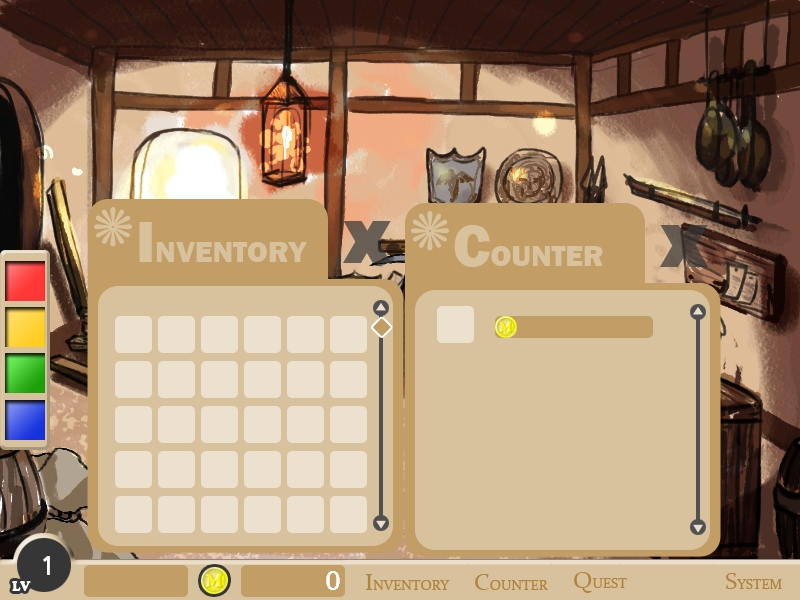 INVENTORY X
COUNTER X
M
1
LV
M
0
INVENTORY
COUNTER
QUEST
SYSTEM